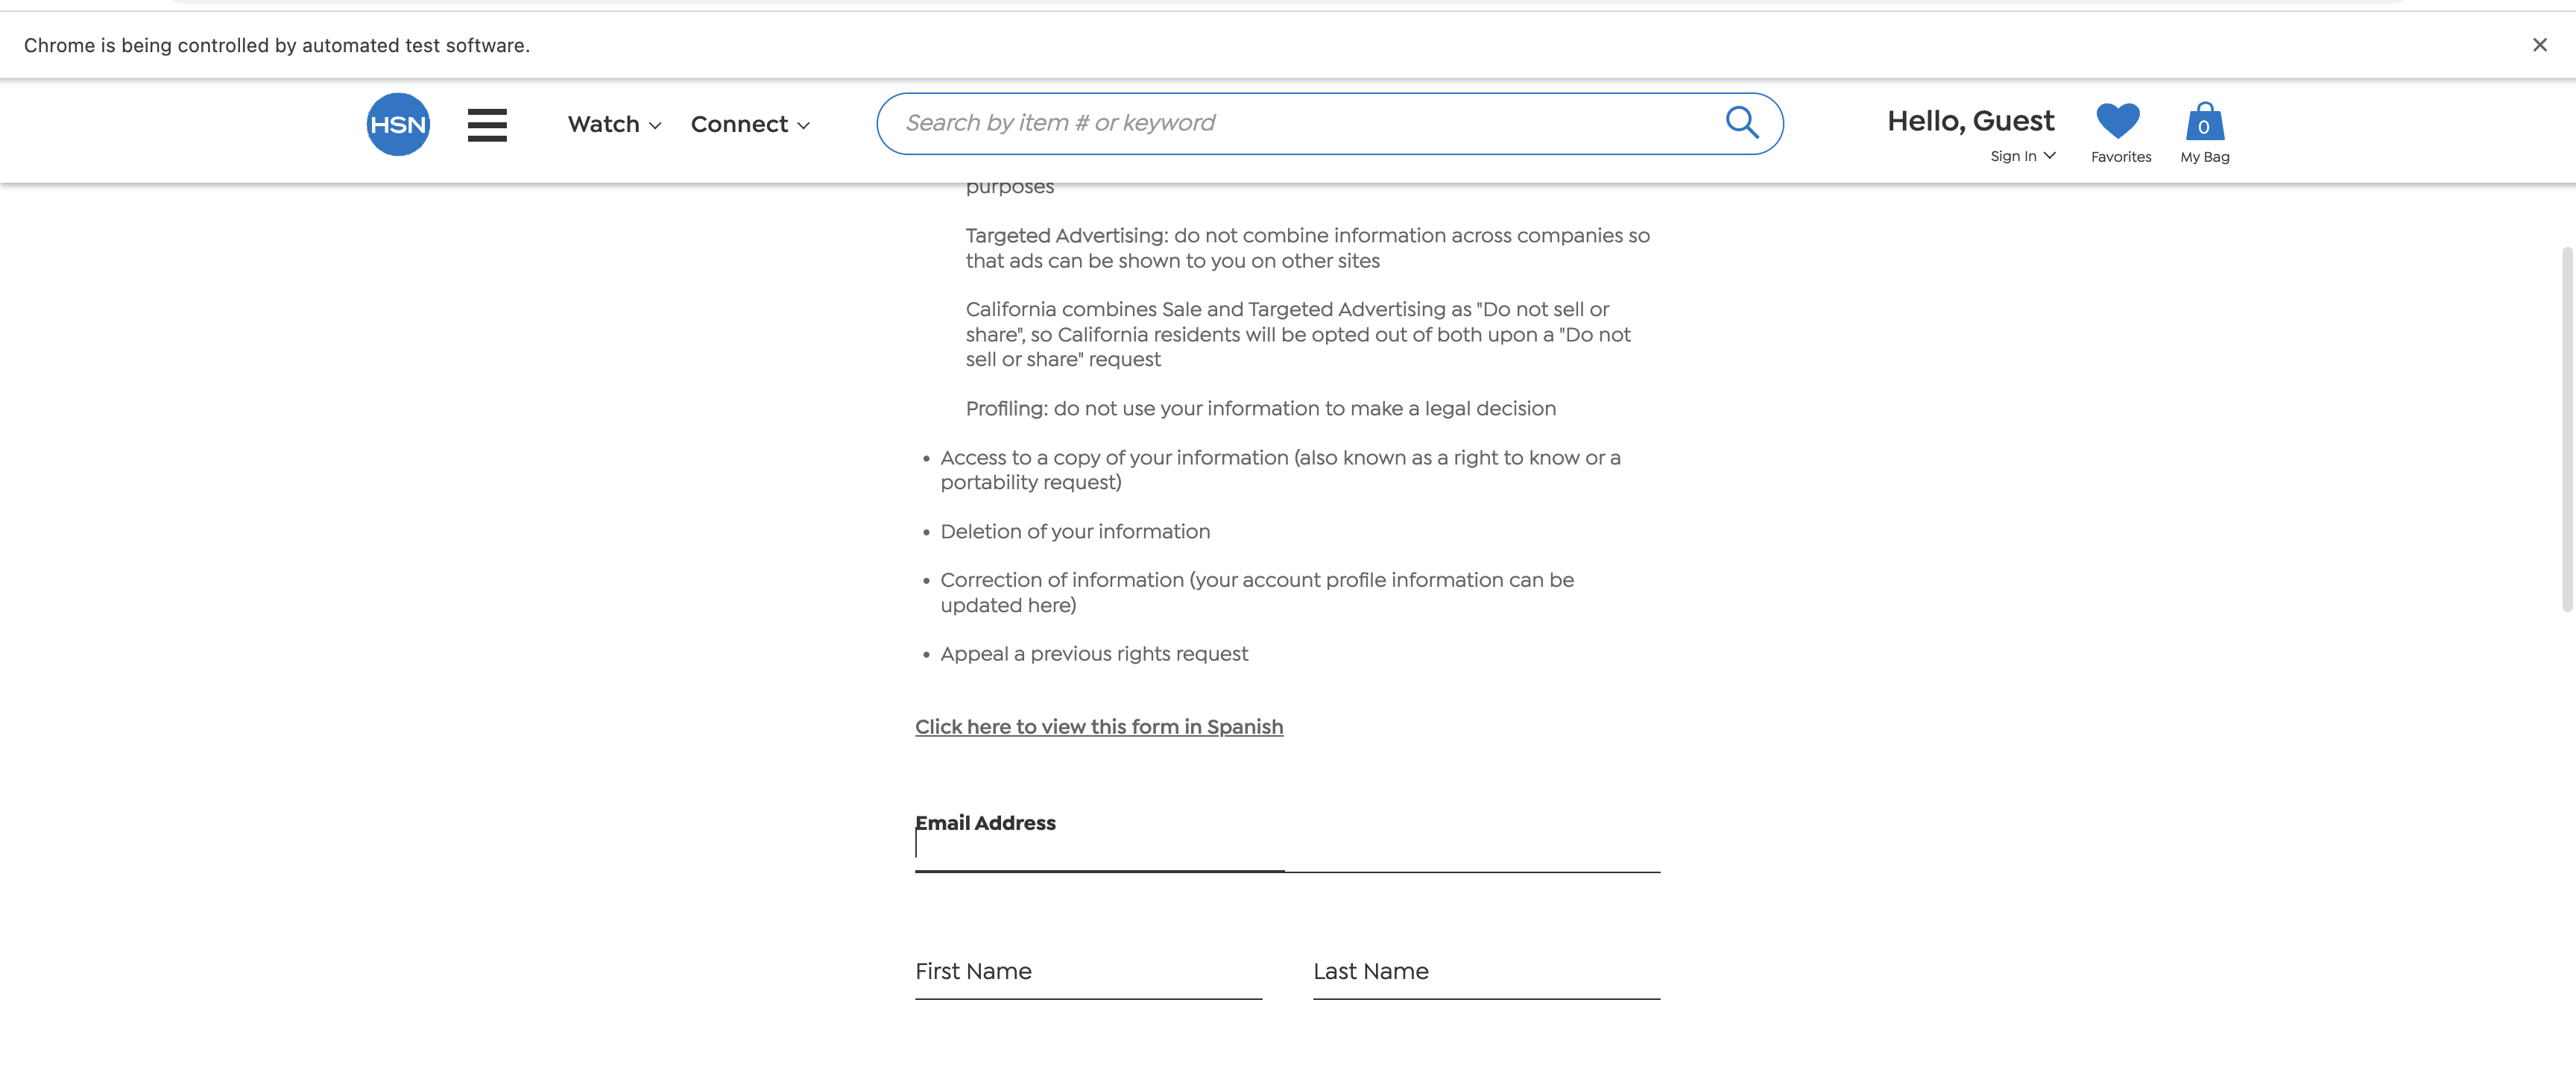 Chrome is being controlled by automated test software.
HSN
Watch
Connect
Search by item # or keyword
Hello, Guest
Sign In
Favorites
0
My Bag
purposes
Targeted Advertising: do not combine information across companies so
that ads can be shown to you on other sites
California combines Sale and Targeted Advertising as "Do not sell or
share", so California residents will be opted out of both upon a "Do not
sell or share" request
Profiling: do not use your information to make a legal decision
• Access to a copy of your information (also known as a right to know or a
portability request)
• Deletion of your information
• Correction of information (your account profile information can be
updated here)
• Appeal a previous rights request
Click here to view this form in Spanish
Email Address
First Name
Last Name